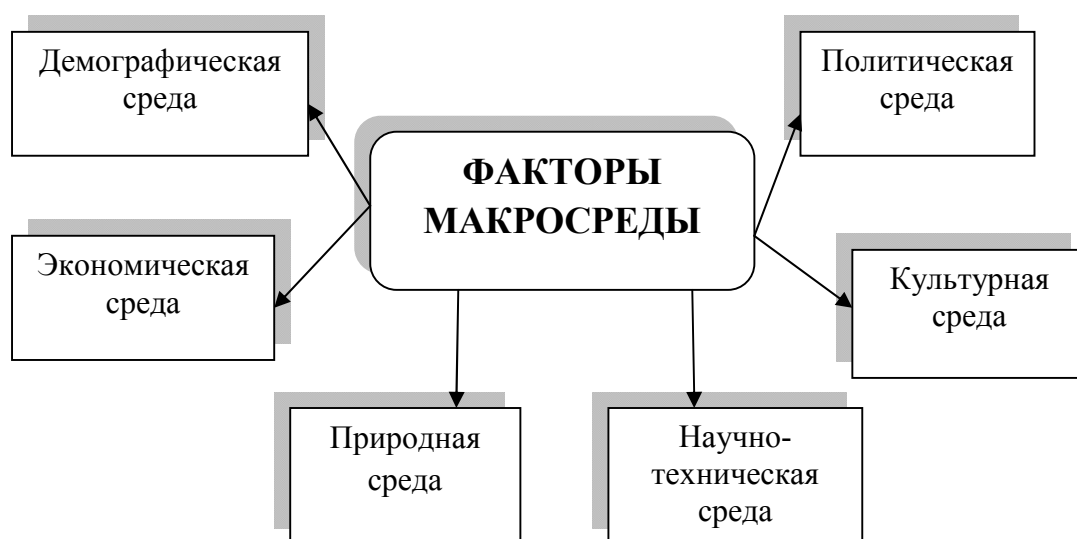 Демографическая
среда
Политическая
среда
ФАКТОРЫ
МАКРОСРЕДЫ
Экономическая
среда
Культурная
среда
Природная
среда
Научно-
техническая
среда